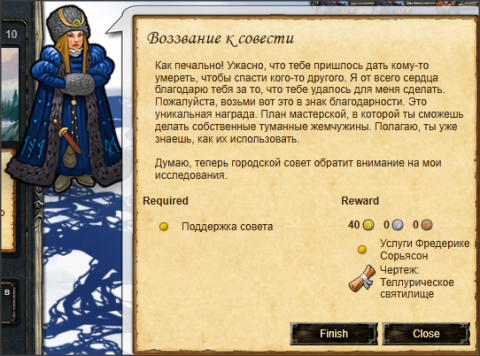 10
Воззвание к совести
Как печально! Ужасно, что тебе пришлось дать кому-то
умереть, чтобы спасти кого-то другого. Я от всего сердца
благодарю тебя за то, что тебе удалось для меня сделать.
Пожалуйста, возьми вот это в знак благодарности. Это
уникальная награда. План мастерской, в которой ты сможешь
делать собственные туманные жемчужины. Полагаю, ты уже
знаешь, как их использовать.
Думаю, теперь городской совет обратит внимание на мои
исследования.
Required
Reward
Поддержка совета
40 0 0
Услуги Фредерике
Сорьясон
Чертеж:
Теллурическое
святилище
в
Finish
Close